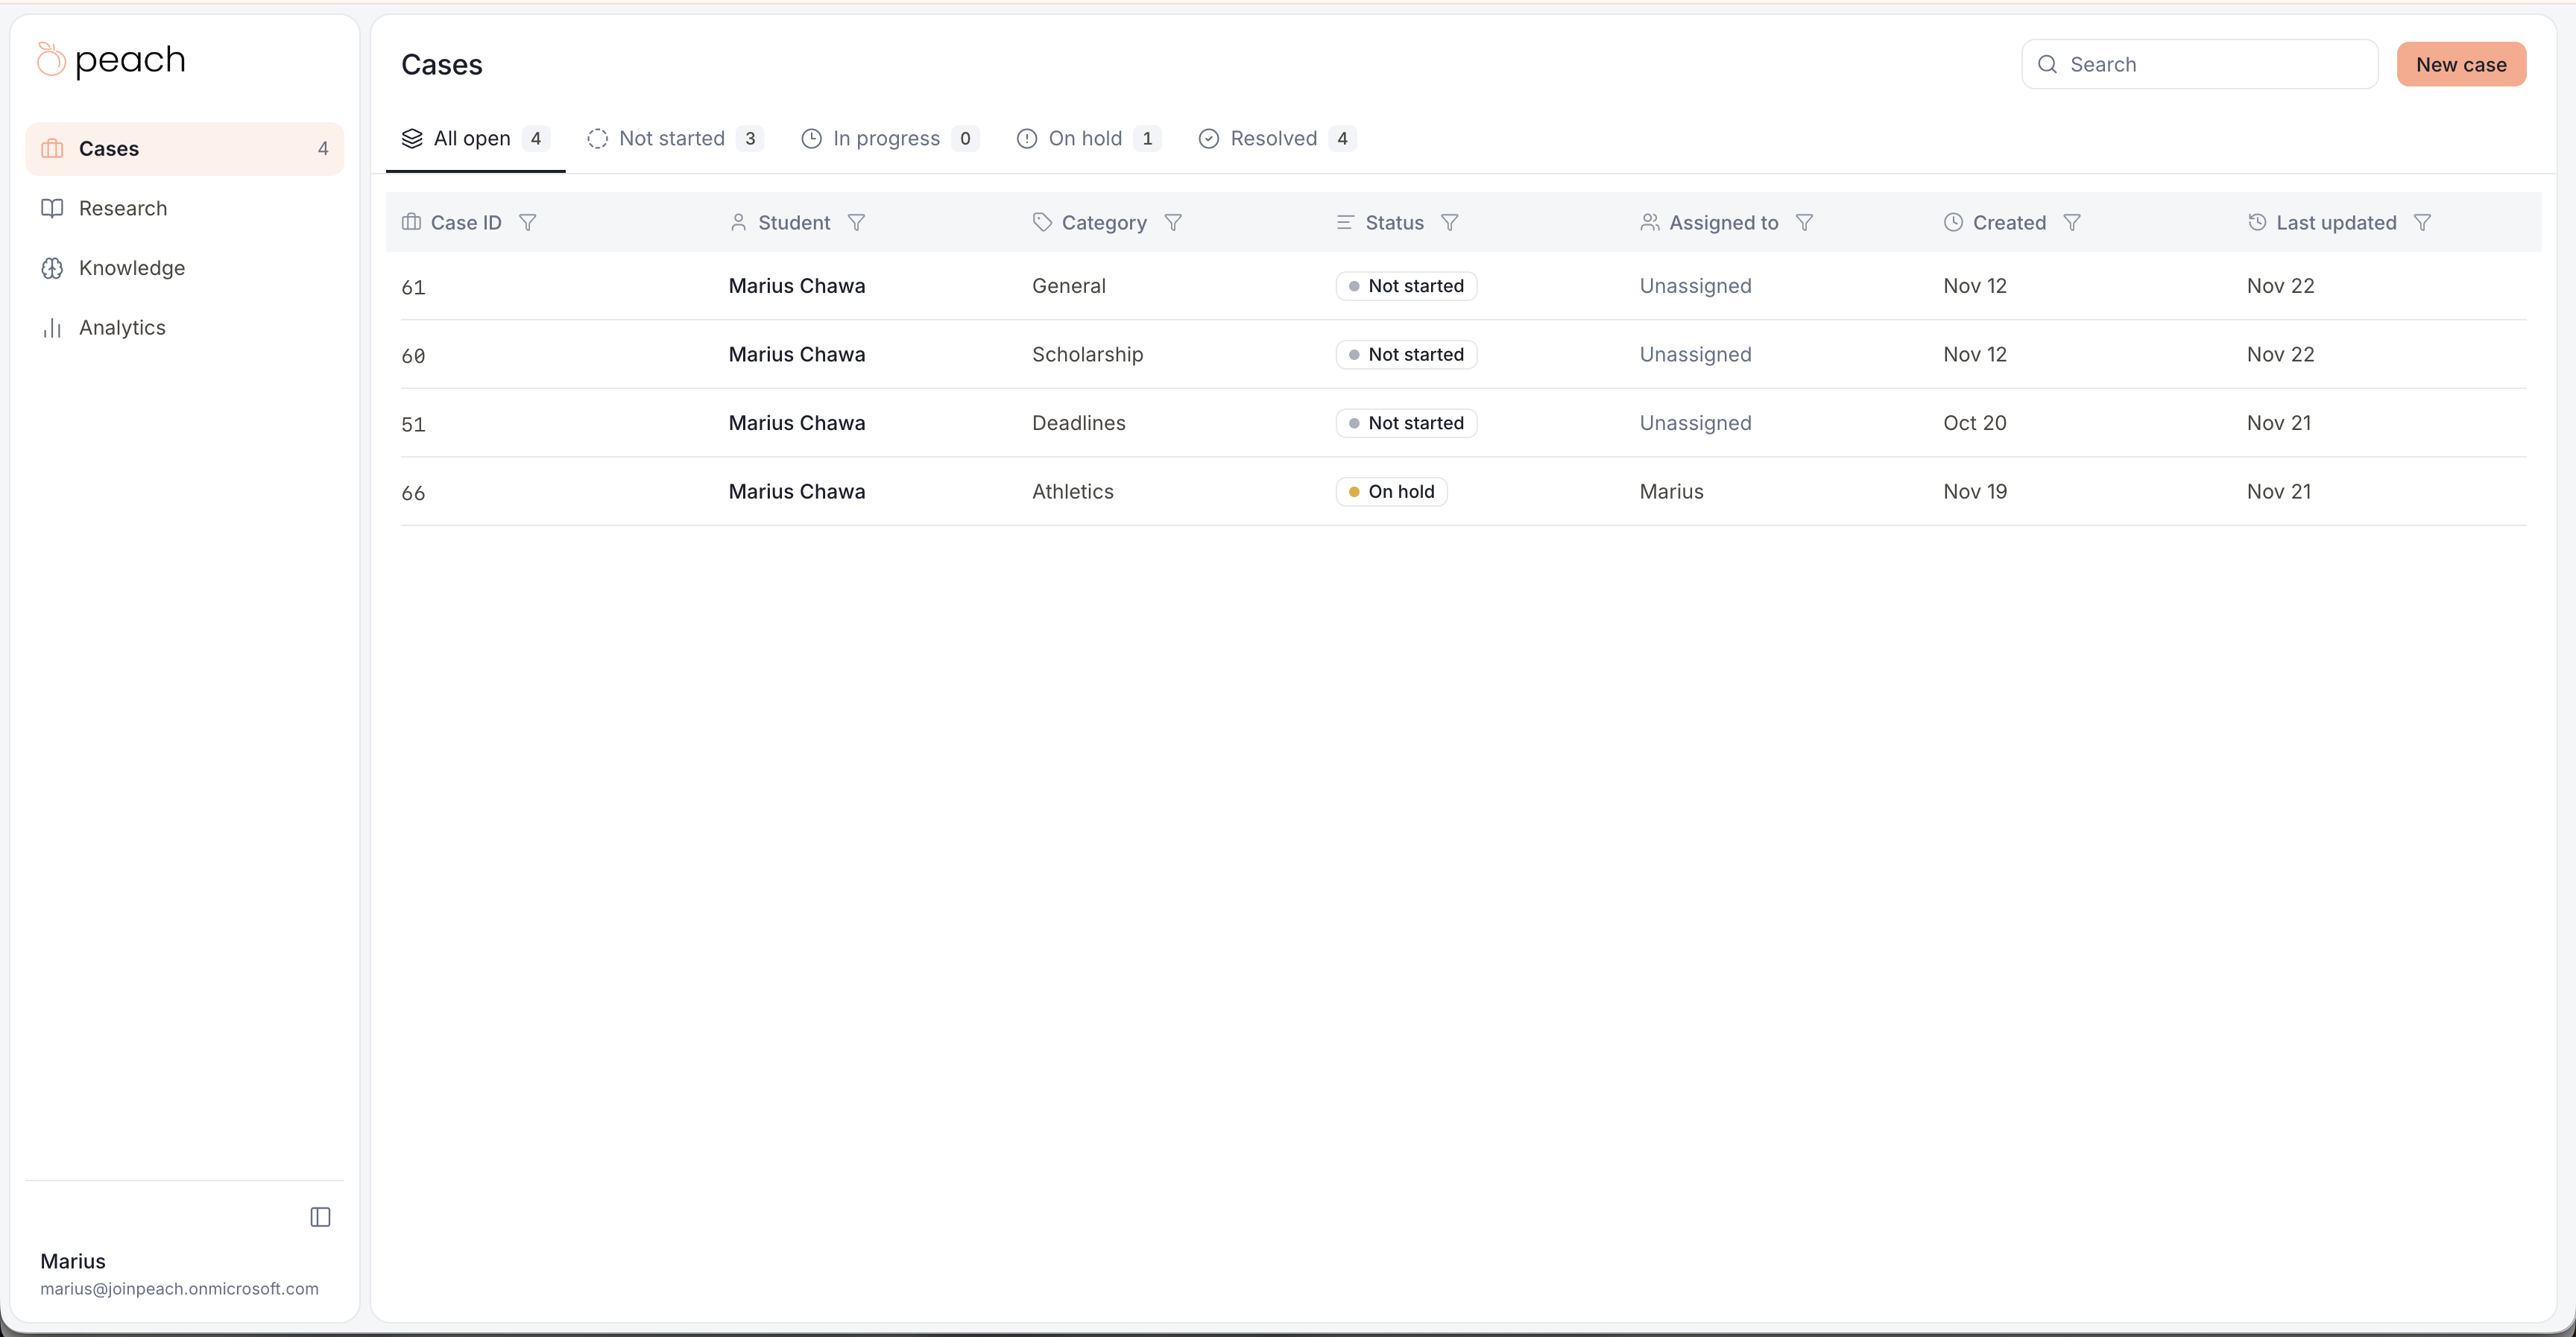 peach
Cases 4
Research
Knowledge
Analytics
Marius
marius@joinpeach.onmicrosoft.com
Cases
Search
New case
All open 4 Not started 3 In progress 0 On hold 1 Resolved 4
Case ID Student Category Status Assigned to Created Last updated
61 Marius Chawa General Not started Unassigned Nov 12 Nov 22
60 Marius Chawa Scholarship Not started Unassigned Nov 12 Nov 22
51 Marius Chawa Deadlines Not started Unassigned Oct 20 Nov 21
66 Marius Chawa Athletics On hold Marius Nov 19 Nov 21